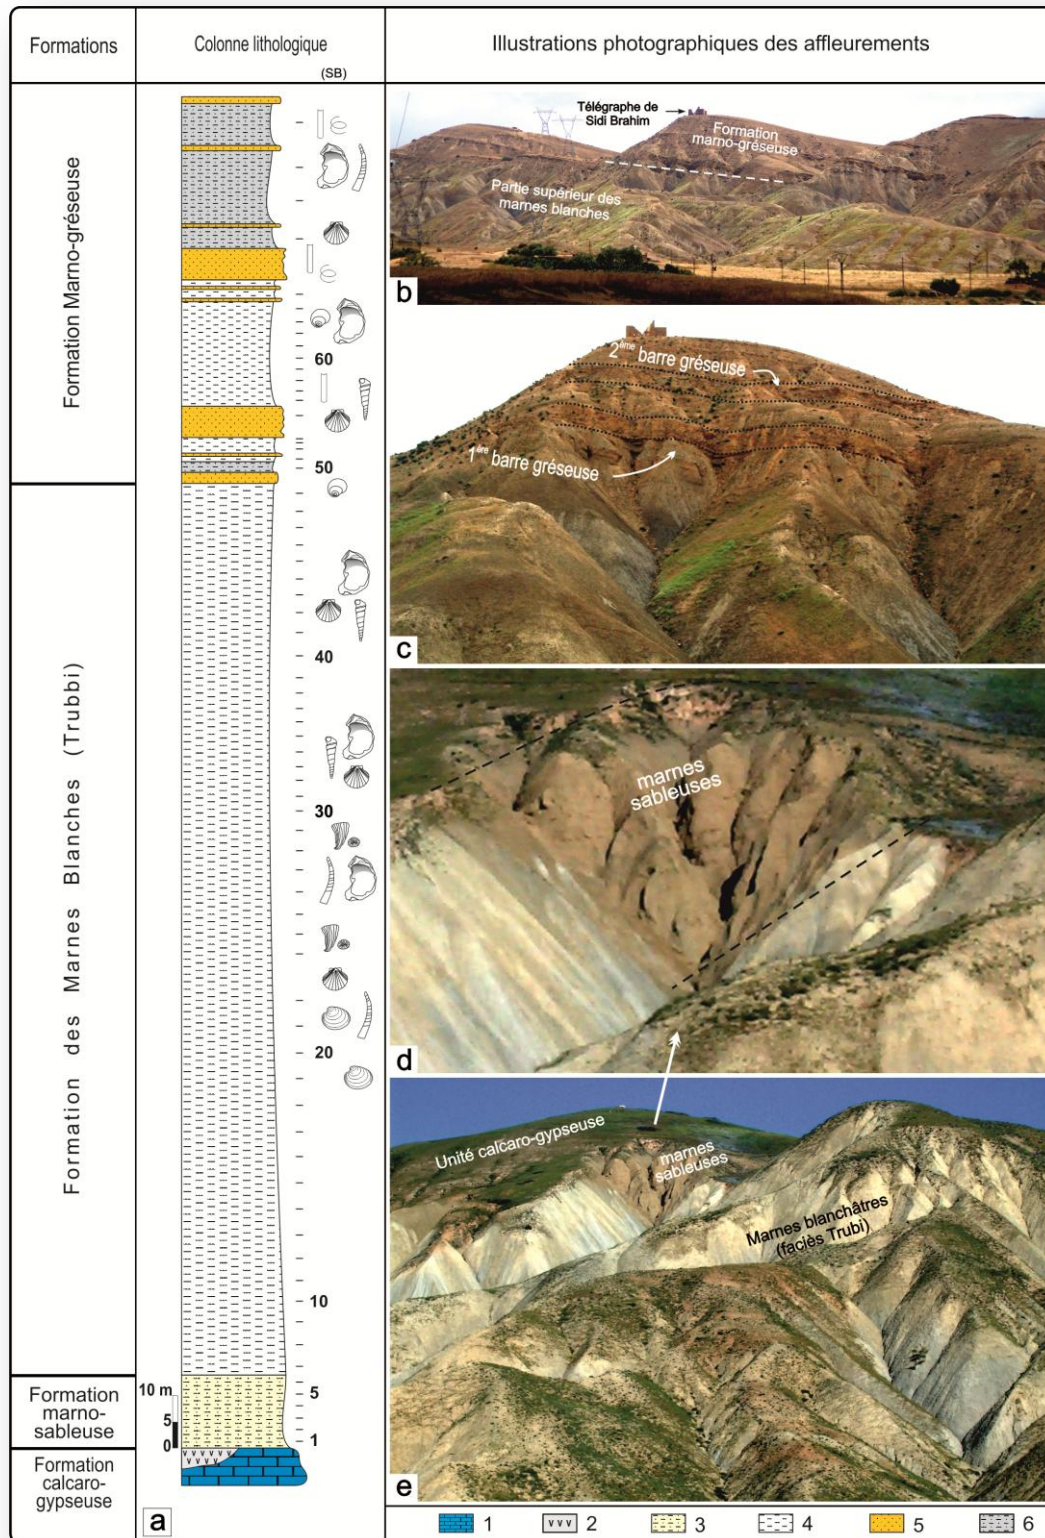 Formations
Colonne lithologique
(SB)
Illustrations photographiques des affleurements
Formation Marno-gréseuse
Formation des Marnes Blanches (Trubbi)
Formation
marno-
sableuse
Formation
calcaro-
gypseuse
60
50
40
30
20
10
5
1
10 m
5
0
a
Télégraphe de
Sidi Brahim
Formation
marno-gréseuse
Partie supérieur des
marnes blanches
b
2ème barre gréseuse
1ère barre gréseuse
c
marnes
sableuses
d
Unité calcaro-gypseuse
marnes
sableuses
Marnes blanchâtres
(faciès Trubi)
e
1 2 3 4 5 6